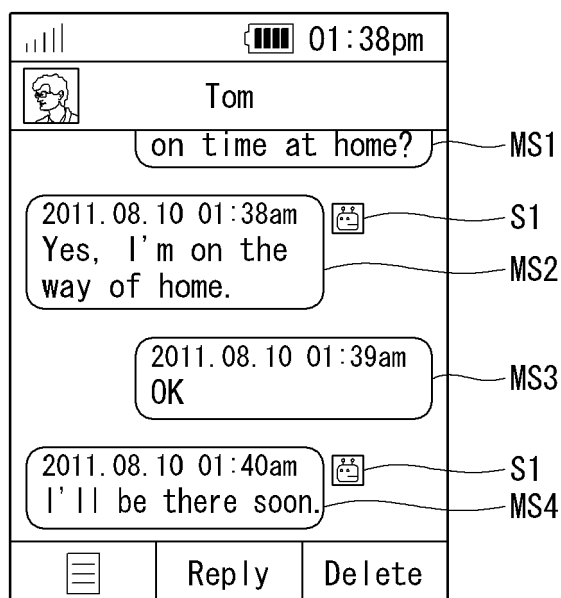 01:38pm
Tom
on time at home?
MS1
2011.08.10 01:38am
S1
Yes, I'm on the
way of home.
MS2
2011.08.10 01:39am
OK
MS3
2011.08.10 01:40am
S1
I'll be there soon.
MS4
Reply
Delete